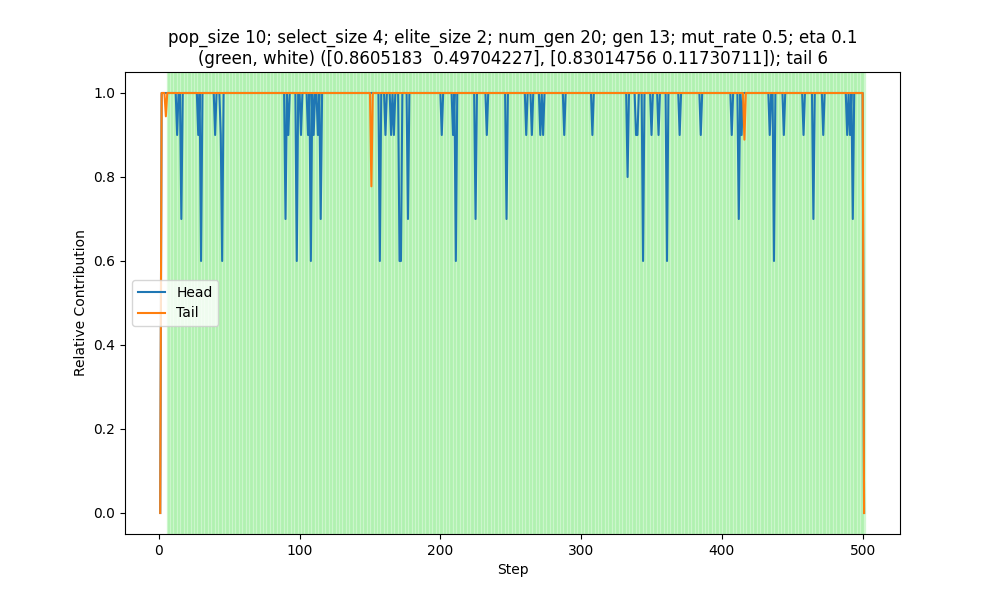 pop_size 10; select_size 4; elite_size 2; num_gen 20; gen 13; mut_rate 0.5; eta 0.1
(green, white) ([0.8605183  0.49704227], [0.83014756 0.11730711]); tail 6
1.0
0.8
0.6
0.4
0.2
0.0
Relative Contribution
Head
Tail
0
100
200
300
400
500
Step